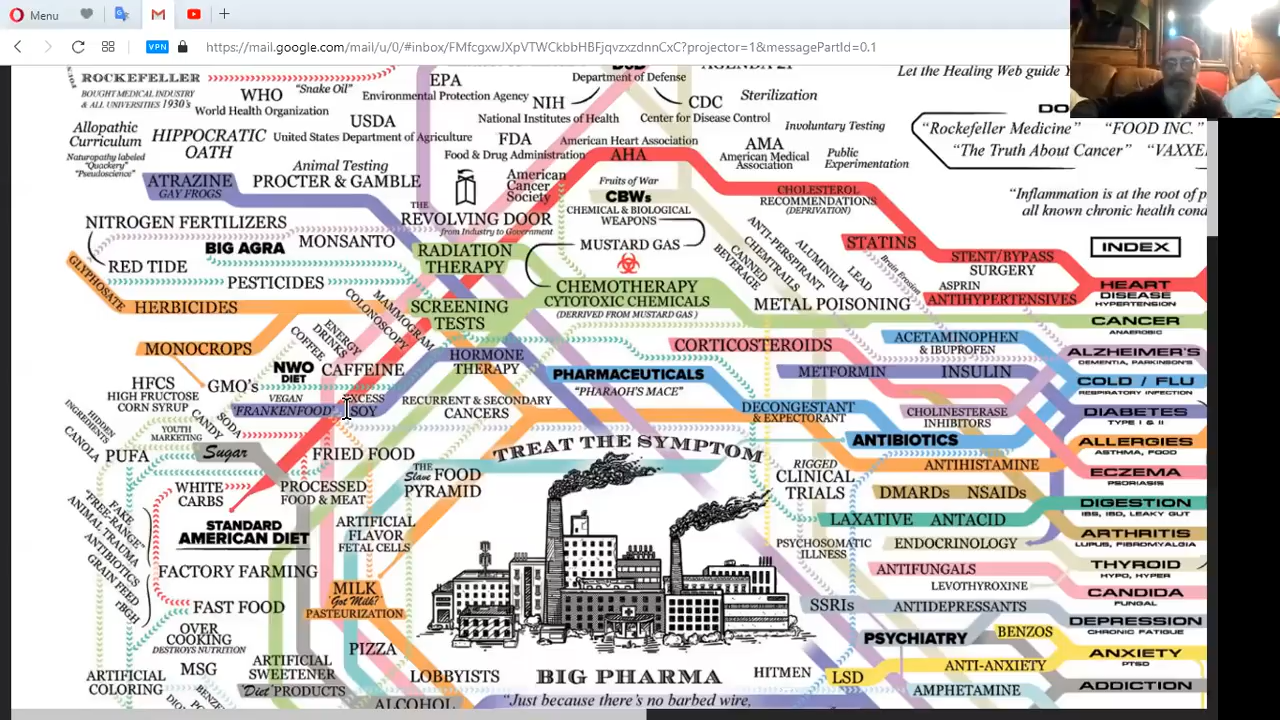 Menu
VPN
https://mail.google.com/mail/u/0/#inbox/FMfcgxwJXpVTWCkbbHBFjqvzxzdnnCxC?projector=1&messagePartId=0.1
ROCKEFELLER
BOUGHT MEDICAL INDUSTRY
& ALL UNIVERSITIES 1930's
WHO
World Health Organization
"Snake Oil"
EPA
Environmental Protection Agency
DoD
Department of Defense
AGENDA 21
Let the Healing Web guide Y
NIH
National Institutes of Health
CDC
Center for Disease Control
Sterilization
Allopathic
Curriculum
Naturopathy labeled
"Quackery"
"Pseudoscience"
HIPPOCRATIC
OATH
USDA
United States Department of Agriculture
FDA
Food & Drug Administration
American Heart Association
AHA
AMA
American Medical
Association
Involuntary Testing
Public
Experimentation
DO
"Rockefeller Medicine" "FOOD INC."
"The Truth About Cancer" "VAXXE
Animal Testing
PROCTER & GAMBLE
ATRAZINE
GAY FROGS
American
Cancer
Society
Fruits of War
CBWs
CHEMICAL & BIOLOGICAL
WEAPONS
MUSTARD GAS
CHOLESTEROL
RECOMMENDATIONS
(DEPRIVATION)
"Inflammation is at the root of p
all known chronic health cond
THE
REVOLVING DOOR
from Industry to Government
NITROGEN FERTILIZERS
BIG AGRA
MONSANTO
RED TIDE
PESTICIDES
GLYPHOSATE
HERBICIDES
RADIATION
THERAPY
SCREENING
TESTS
MAMMOGRAM
COLONOSCOPY
CHEMOTHERAPY
CYTOTOXIC CHEMICALS
(DERIVED FROM MUSTARD GAS )
ANTI-PERSPIRANT
CHEMTRAILS
CANNED
BEVERAGE
ALUMINIUM
LEAD
METAL POISONING
Brain Erosion
STATINS
STENT/BYPASS
SURGERY
ASPRIN
ANTIHYPERTENSIVES
INDEX
HEART
DISEASE
HYPERTENSION
CANCER
ANAEROBIC
MONOCROPS
ENERGY
DRINKS
COFFEE
CAFFEINE
NWO
DIET
HFCS
HIGH FRUCTOSE
CORN SYRUP
GMO's
VEGAN
"FRANKENFOOD"
EXCESS
SOY
HORMONE
THERAPY
RECURRENT & SECONDARY
CANCERS
CORTICOSTEROIDS
PHARMACEUTICALS
"PHARAOH'S MACE"
ACETAMINOPHEN
& IBUPROFEN
METFORMIN
INSULIN
DECONGESTANT
& EXPECTORANT
CHOLINESTERASE
INHIBITORS
ANTIBIOTICS
ANTIHISTAMINE
ALZHEIMER'S
DEMENTIA, PARKINSON'S
COLD / FLU
RESPIRATORY INFECTION
DIABETES
TYPE I & II
ALLERGIES
ASTHMA, FOOD
ECZEMA
PSORIASIS
HIDDEN
INGREDIENTS
CANOLA
PUFA
YOUTH
MARKETING
CANDY
SODA
Sugar
FRIED FOOD
WHITE
CARBS
PROCESSED
FOOD & MEAT
THE
Slave FOOD
PYRAMID
TREAT THE SYMPTOM
RIGGED
CLINICAL
TRIALS
DMARDs NSAIDs
LAXATIVE ANTACID
DIGESTION
IBS, IBD, LEAKY GUT
ARTHRITIS
LUPUS, FIBROMYALGIA
"FAKE
FREE-RANGE"
ANIMAL TRAUMA
ANTIBIOTICS
GRAIN FEED
rBGH
STANDARD
AMERICAN DIET
ARTIFICIAL
FLAVOR
FETAL CELLS
FACTORY FARMING
FAST FOOD
MILK
"Got Milk?"
PASTEURIZATION
PSYCHOSOMATIC
ILLNESS
ENDOCRINOLOGY
ANTIFUNGALS
LEVOTHYROXINE
THYROID
HYPO, HYPER
CANDIDA
FUNGAL
OVER
COOKING
DESTROYS NUTRITION
MSG
PIZZA
SSRIs
ANTIDEPRESSANTS
PSYCHIATRY
BENZOS
DEPRESSION
CHRONIC FATIGUE
ANXIETY
PTSD
ARTIFICIAL
COLORING
ARTIFICIAL
SWEETENER
"Diet" PRODUCTS
LOBBYISTS
BIG PHARMA
HITMEN
LSD
ANTI-ANXIETY
AMPHETAMINE
ADDICTION
ALCOHOL
"Just because there's no barbed wire,